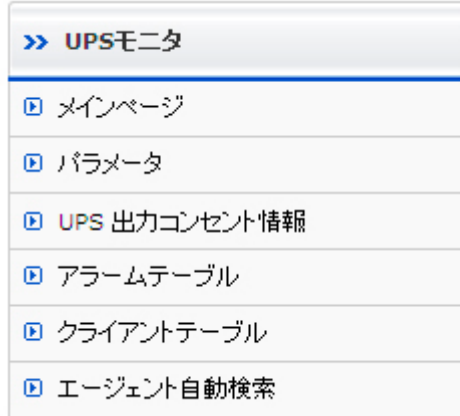 >> UPSモニタ
メインページ
パラメータ
UPS 出力コンセント情報
アラームテーブル
クライアントテーブル
エージェント自動検索